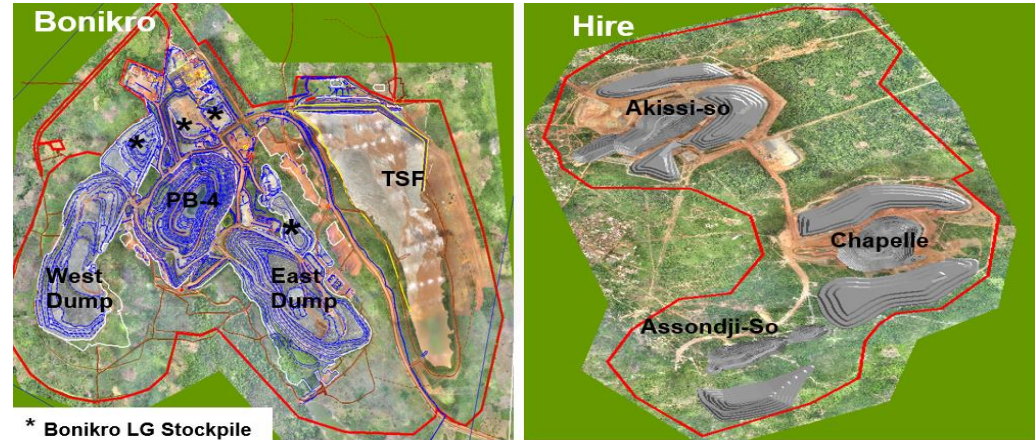 Bonikro
*
*
*
PB-4
TSF
*
West
Dump
East
Dump
* Bonikro LG Stockpile
Hire
Akissi-so
Chapelle
Assondji-So